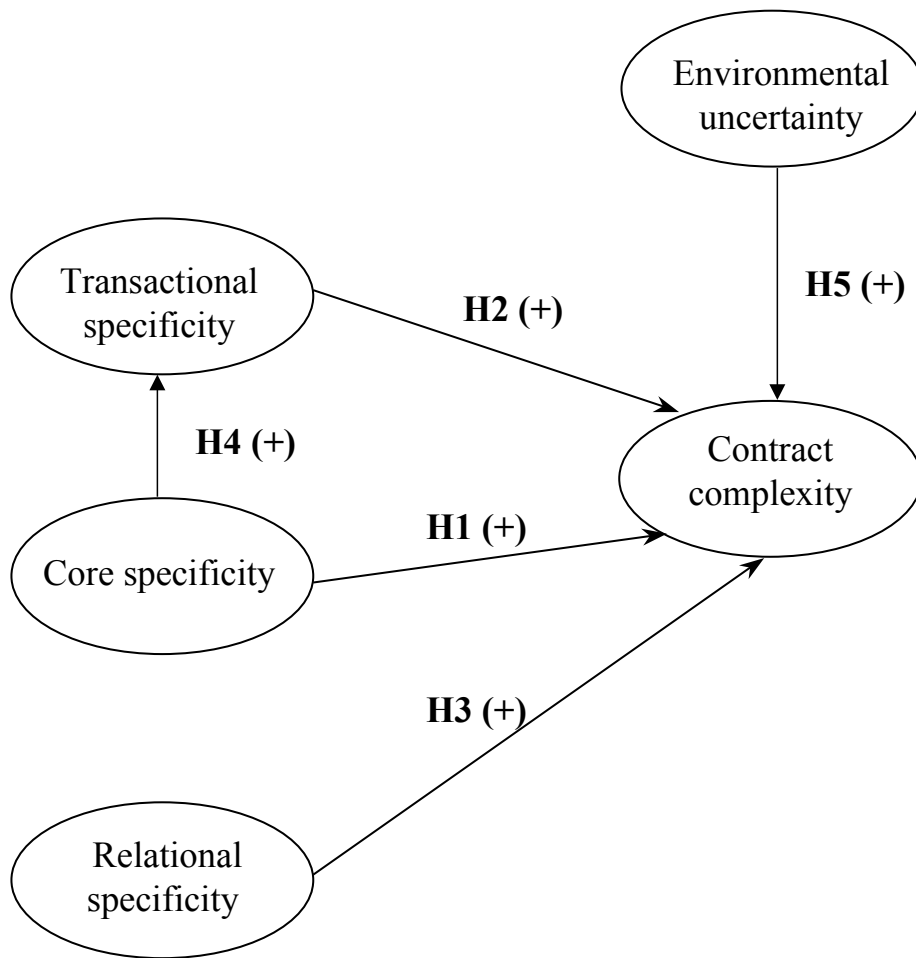 Environmental
uncertainty
Transactional
specificity
H2 (+)
H5 (+)
H4 (+)
Contract
complexity
H1 (+)
Core specificity
H3 (+)
Relational
specificity